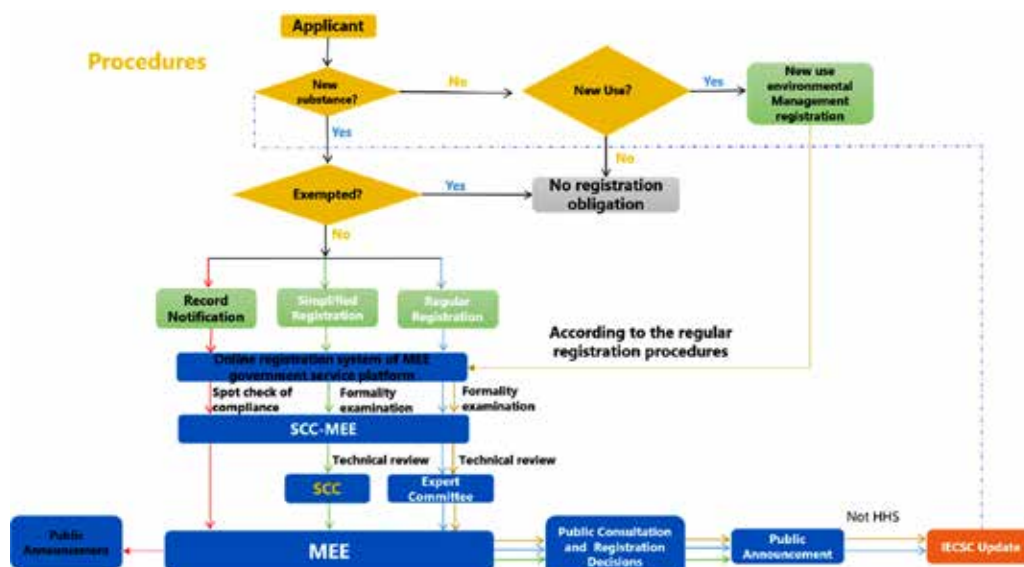 Applicant
Procedures
New
substance?
No
New Use?
Yes
New use
environmental
Management
registration
Yes
No
Exempted?
Yes
No registration
obligation
No
Record
Notification
Simplified
Registration
Regular
Registration
According to the regular
registration procedures
Online registration system of MEE
government service platform
Spot check of
compliance
Formality
examination
Formality
examination
SCC-MEE
Technical review
Technical review
SCC
Expert
Committee
Not HHS
Public
Announcement
MEE
Public Consultation
and Registration
Decisions
Public
Announcement
IECSC Update